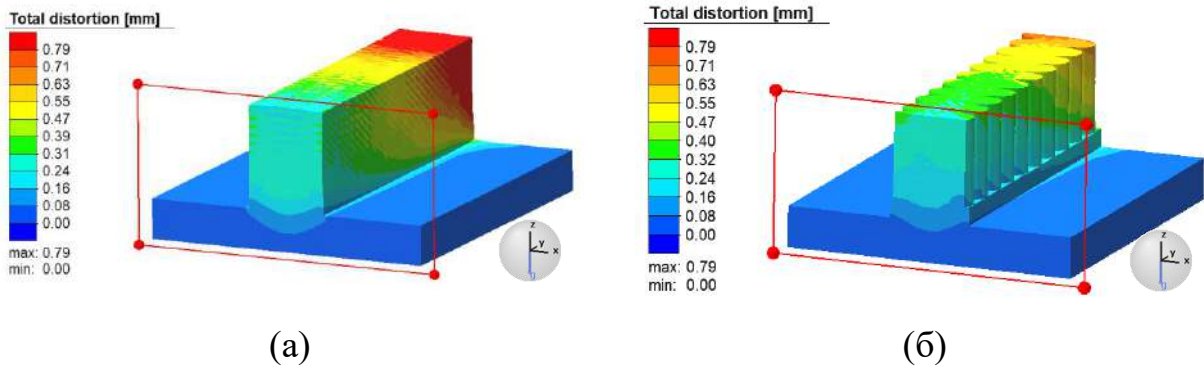 Total distortion [mm]
0.79
0.71
0.63
0.55
0.47
0.39
0.31
0.24
0.16
0.08
0.00
max: 0.79
min: 0.00
z
y
x
(а)
Total distortion [mm]
0.79
0.71
0.63
0.55
0.47
0.40
0.32
0.24
0.16
0.08
0.00
max: 0.79
min: 0.00
z
y
x
(б)